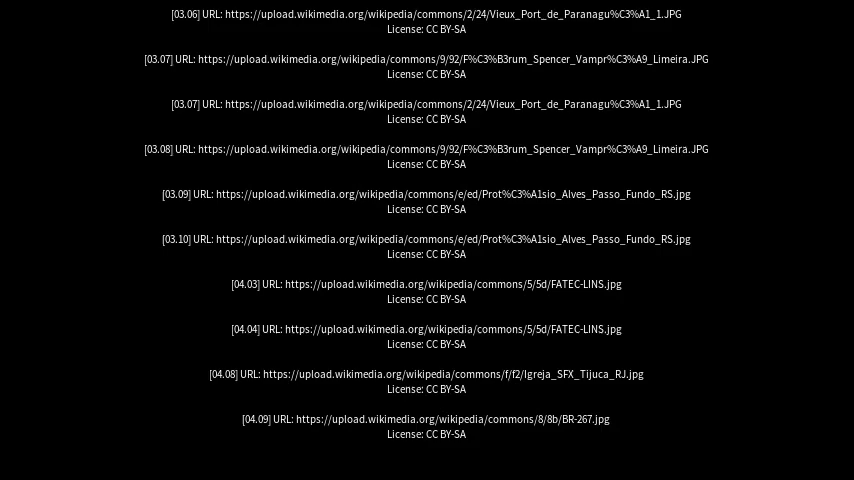 [03.06] URL: https://upload.wikimedia.org/wikipedia/commons/2/24/Vieux_Port_de_Paranagu%C3%A1_1.JPG
License: CC BY-SA
[03.07] URL: https://upload.wikimedia.org/wikipedia/commons/9/92/F%C3%B3rum_Spencer_Vampr%C3%A9_Limeira.JPG
License: CC BY-SA
[03.07] URL: https://upload.wikimedia.org/wikipedia/commons/2/24/Vieux_Port_de_Paranagu%C3%A1_1.JPG
License: CC BY-SA
[03.08] URL: https://upload.wikimedia.org/wikipedia/commons/9/92/F%C3%B3rum_Spencer_Vampr%C3%A9_Limeira.JPG
License: CC BY-SA
[03.09] URL: https://upload.wikimedia.org/wikipedia/commons/e/ed/Prot%C3%A1sio_Alves_Passo_Fundo_RS.jpg
License: CC BY-SA
[03.10] URL: https://upload.wikimedia.org/wikipedia/commons/e/ed/Prot%C3%A1sio_Alves_Passo_Fundo_RS.jpg
License: CC BY-SA
[04.03] URL: https://upload.wikimedia.org/wikipedia/commons/5/5d/FATEC-LINS.jpg
License: CC BY-SA
[04.04] URL: https://upload.wikimedia.org/wikipedia/commons/5/5d/FATEC-LINS.jpg
License: CC BY-SA
[04.08] URL: https://upload.wikimedia.org/wikipedia/commons/f/f2/Igreja_SFX_Tijuca_RJ.jpg
License: CC BY-SA
[04.09] URL: https://upload.wikimedia.org/wikipedia/commons/8/8b/BR-267.jpg
License: CC BY-SA